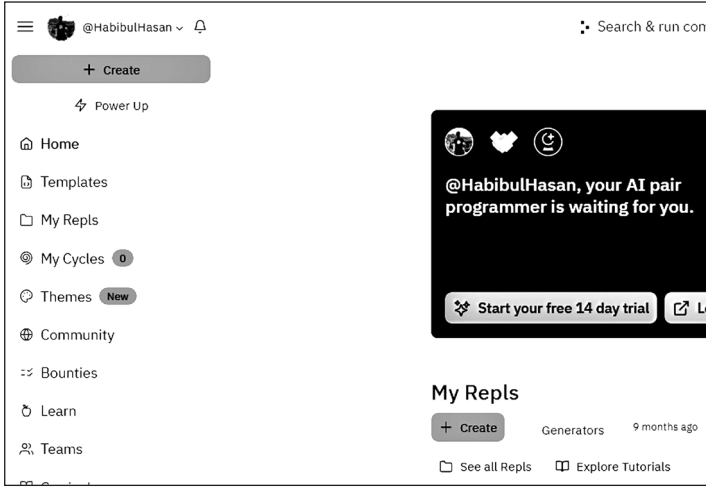 @HabibulHasan
Search & run
+ Create
Power Up
Home
Templates
My Repls
My Cycles 0
Themes New
Community
Bounties
Learn
Teams
@HabibulHasan, your AI pair
programmer is waiting for you.
Start your free 14 day trial
My Repls
+ Create
Generators
9 months ago
See all Repls
Explore Tutorials